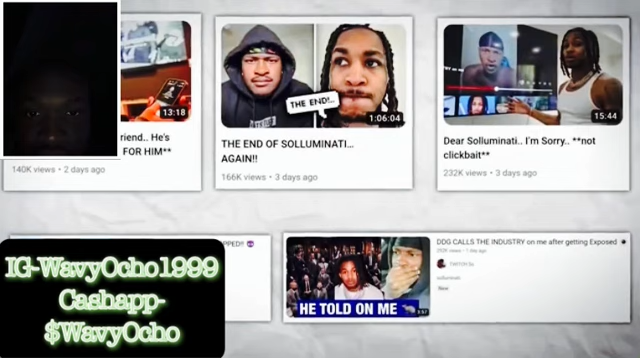 13:18
riend.. He's
FOR HIM**
140K views • 2 days ago
THE END!..
1:06:04
THE END OF SOLLUMINATI...
AGAIN!!
166K views • 3 days ago
15:44
Dear Solluminati.. I'm Sorry.. **not
clickbait**
232K views • 3 days ago
IG-WavyOcho1999
Cashapp-
$WavyOcho
PPED!!
HE TOLD ON ME
DDG CALLS THE INDUSTRY on me after getting Exposed
solluminati
New